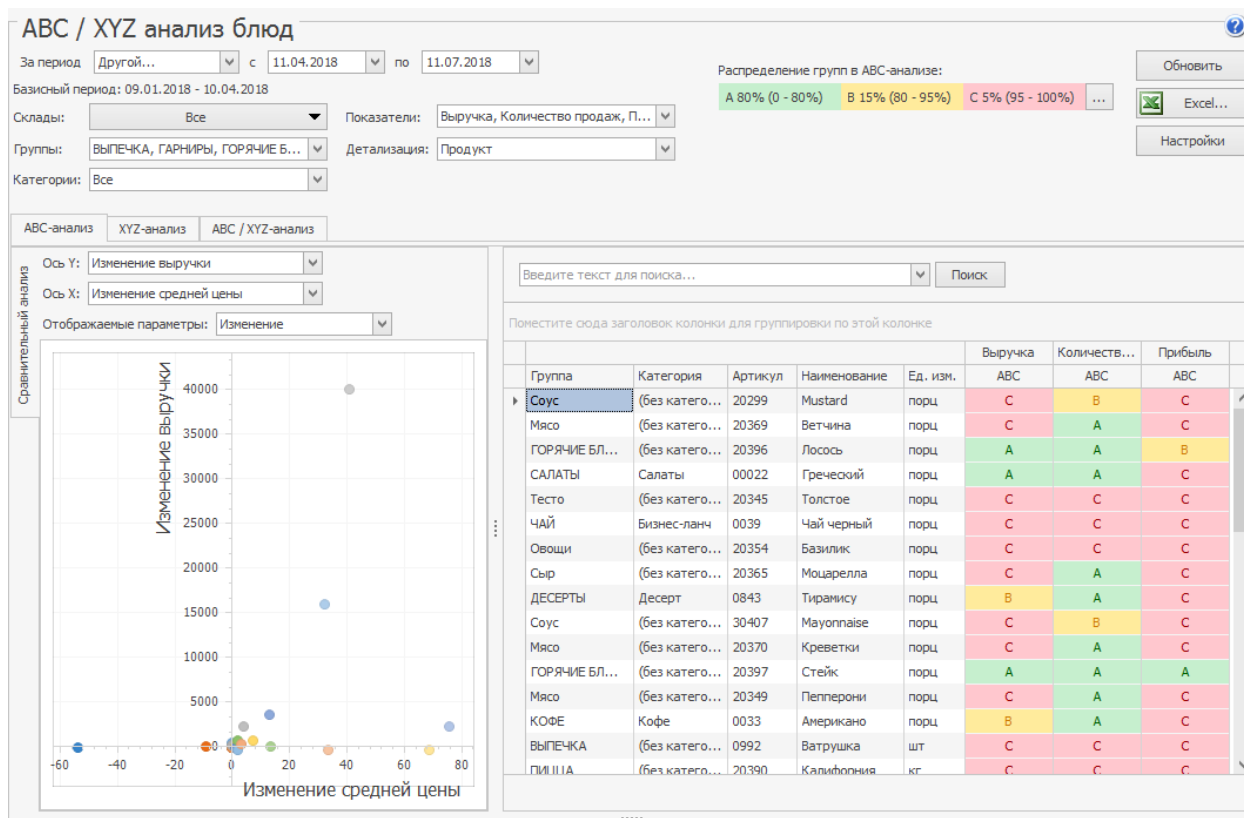 ABC / XYZ анализ блюд
За период Другой... с 11.04.2018 по 11.07.2018
Базисный период: 09.01.2018 - 10.04.2018
Склады: Все Показатели: Выручка, Количество продаж, П...
Группы: ВЫПЕЧКА, ГАРНИРЫ, ГОРЯЧИЕ Б... Детализация: Продукт
Категории: Все
Распределение групп в ABC-анализе:
A 80% (0 - 80%) B 15% (80 - 95%) C 5% (95 - 100%) ...
?
Обновить
Excel...
Настройки
ABC-анализ XYZ-анализ ABC / XYZ-анализ
Сравнительный анализ
Ось Y: Изменение выручки
Ось X: Изменение средней цены
Отображаемые параметры: Изменение
Изменение выручки
40000
35000
30000
25000
20000
15000
10000
5000
0
-60 -40 -20 0 20 40 60 80
Изменение средней цены
Введите текст для поиска... Поиск
Поместите сюда заголовок колонки для группировки по этой колонке
Выручка Количеств... Прибыль
Группа Категория Артикул Наименование Ед. изм. ABC ABC ABC
Соус (без катего... 20299 Mustard порц C B C
Мясо (без катего... 20369 Ветчина порц C A C
ГОРЯЧИЕ БЛ... (без катего... 20396 Лосось порц A A B
САЛАТЫ Салаты 00022 Греческий порц A A C
Тесто (без катего... 20345 Толстое порц C C C
ЧАЙ Бизнес-ланч 0039 Чай черный порц C C C
Овощи (без катего... 20354 Базилик порц C C C
Сыр (без катего... 20365 Моцарелла порц C A C
ДЕСЕРТЫ Десерт 0843 Тирамису порц B A C
Соус (без катего... 30407 Mayonnaise порц C B C
Мясо (без катего... 20370 Креветки порц C A C
ГОРЯЧИЕ БЛ... (без катего... 20397 Стейк порц A A A
Мясо (без катего... 20349 Пепперони порц C A C
КОФЕ Кофе 0033 Американо порц B A C
ВЫПЕЧКА (без катего... 0992 Ватрушка шт C C C
ПИЦЦА (без катего... 20390 Калифорния кг C C C